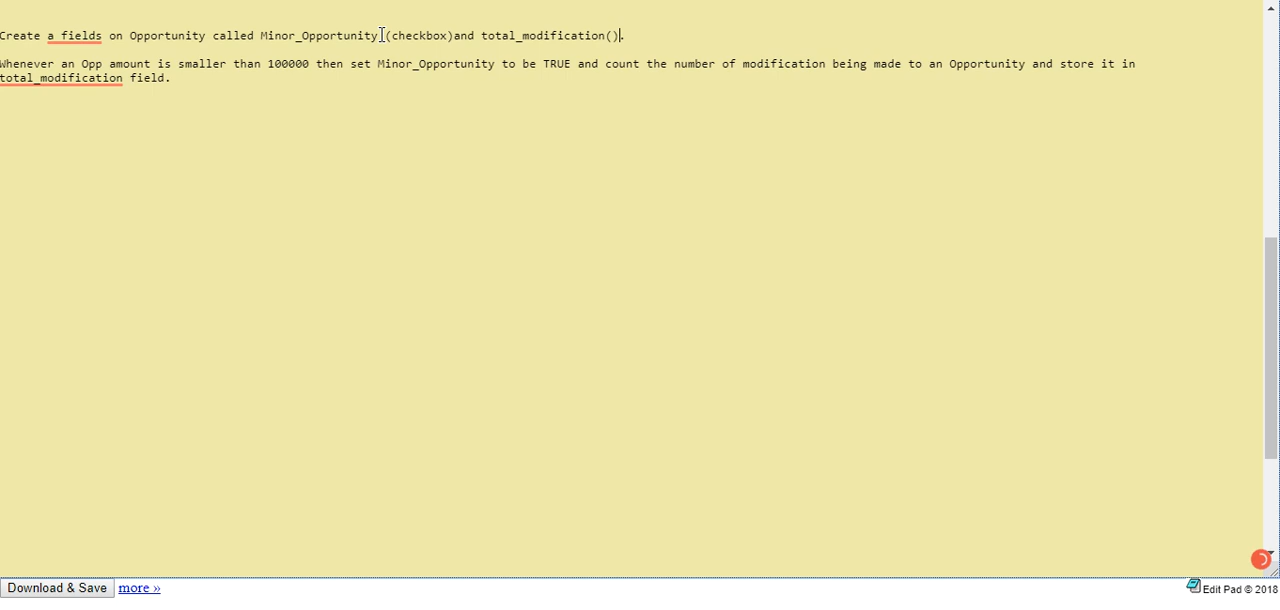 Create a fields on Opportunity called Minor_Opportunity (checkbox)and total_modification().
Whenever an Opp amount is smaller than 100000 then set Minor_Opportunity to be TRUE and count the number of modification being made to an Opportunity and store it in
total_modification field.
Download & Save more »
Edit Pad © 2018